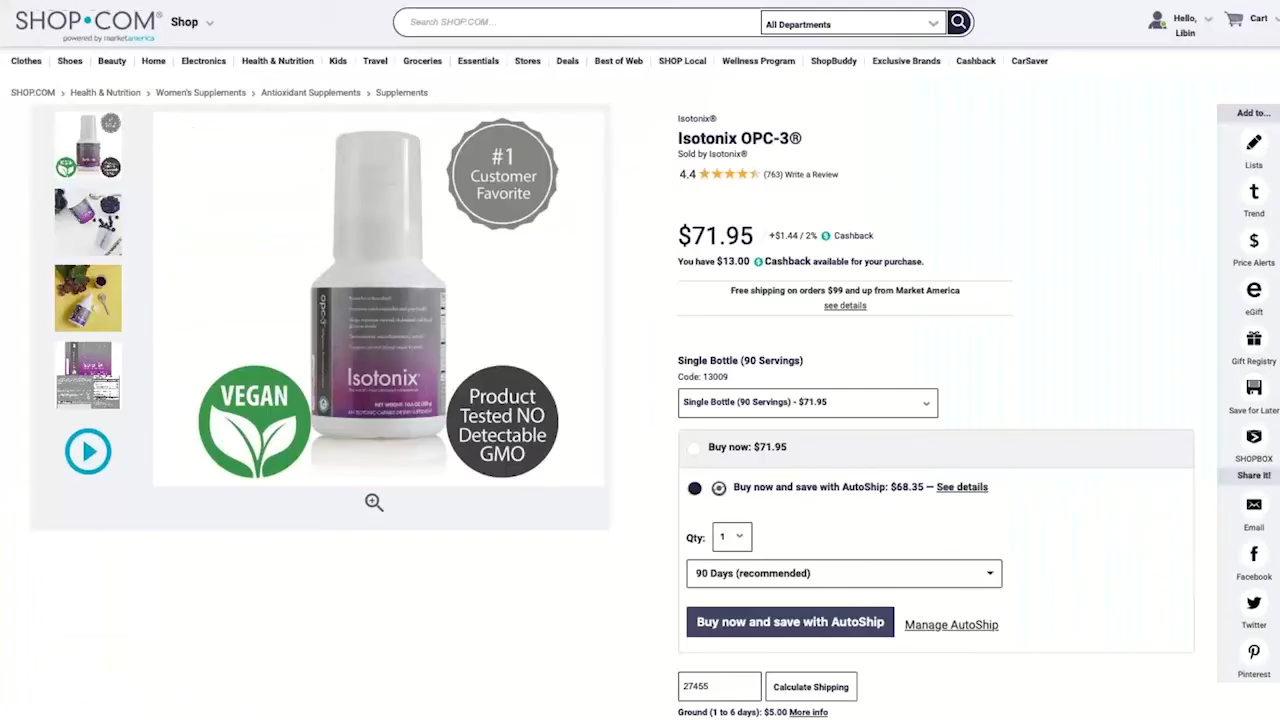 SHOP•COM®
powered by marketamerica
Shop
Search SHOP.COM...
All Departments
Hello,
Libin
Cart
Clothes Shoes Beauty Home Electronics Health & Nutrition Kids Travel Groceries Essentials Stores Deals Best of Web SHOP Local Wellness Program ShopBuddy Exclusive Brands Cashback CarSaver
SHOP.COM > Health & Nutrition > Women's Supplements > Antioxidant Supplements > Supplements
#1
Customer
Favorite
opc-3
Isotonix®
VEGAN
Product
Tested NO
Detectable
GMO
Isotonix®
Isotonix OPC-3®
Sold by Isotonix®
4.4 (763) Write a Review
$71.95 +$1.44 / 2% Cashback
You have $13.00 Cashback available for your purchase.
Free shipping on orders $99 and up from Market America
see details
Single Bottle (90 Servings)
Code: 13009
Single Bottle (90 Servings) - $71.95
Buy now: $71.95
Buy now and save with AutoShip: $68.35 — See details
Qty: 1
90 Days (recommended)
Buy now and save with AutoShip
Manage AutoShip
27455
Calculate Shipping
Ground (1 to 6 days): $5.00 More info
Add to...
Lists
Trend
Price Alerts
eGift
Gift Registry
Save for Later
SHOPBOX
Share It!
Email
Facebook
Twitter
Pinterest